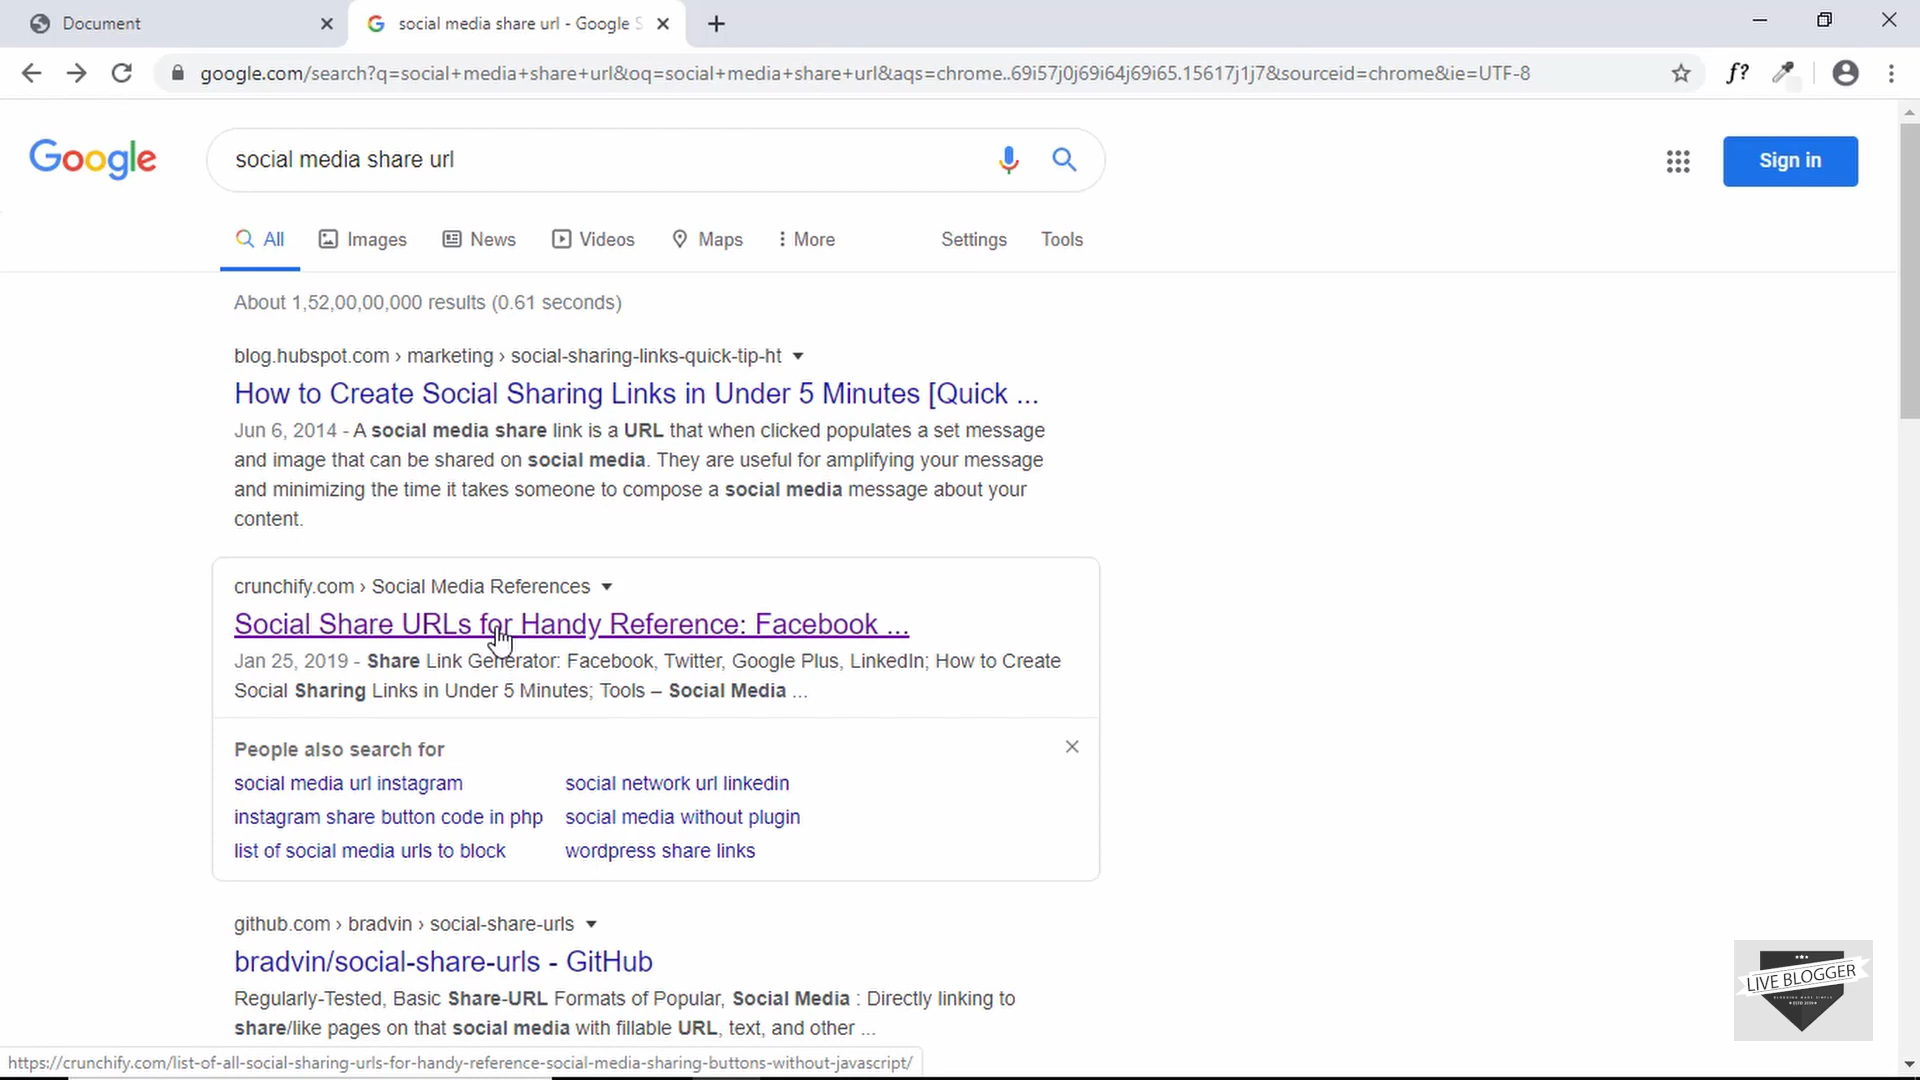 Document
social media share url - Google S
google.com/search?q=social+media+share+url&oq=social+media+share+url&aqs=chrome..69i57j0j69i64j69i65.15617j1j7&sourceid=chrome&ie=UTF-8
f?
Google
social media share url
Sign in
All
Images
News
Videos
Maps
More
Settings
Tools
About 1,52,00,00,000 results (0.61 seconds)
blog.hubspot.com › marketing › social-sharing-links-quick-tip-ht
How to Create Social Sharing Links in Under 5 Minutes [Quick ...
Jun 6, 2014 - A social media share link is a URL that when clicked populates a set message
and image that can be shared on social media. They are useful for amplifying your message
and minimizing the time it takes someone to compose a social media message about your
content.
crunchify.com › Social Media References
Social Share URLs for Handy Reference: Facebook ...
Jan 25, 2019 - Share Link Generator: Facebook, Twitter, Google Plus, LinkedIn; How to Create
Social Sharing Links in Under 5 Minutes; Tools – Social Media ...
People also search for
social media url instagram
social network url linkedin
instagram share button code in php
social media without plugin
list of social media urls to block
wordpress share links
github.com › bradvin › social-share-urls
bradvin/social-share-urls - GitHub
Regularly-Tested, Basic Share-URL Formats of Popular, Social Media : Directly linking to
share/like pages on that social media with fillable URL, text, and other ...
LIVE BLOGGER
https://crunchify.com/list-of-all-social-sharing-urls-for-handy-reference-social-media-sharing-buttons-without-javascript/